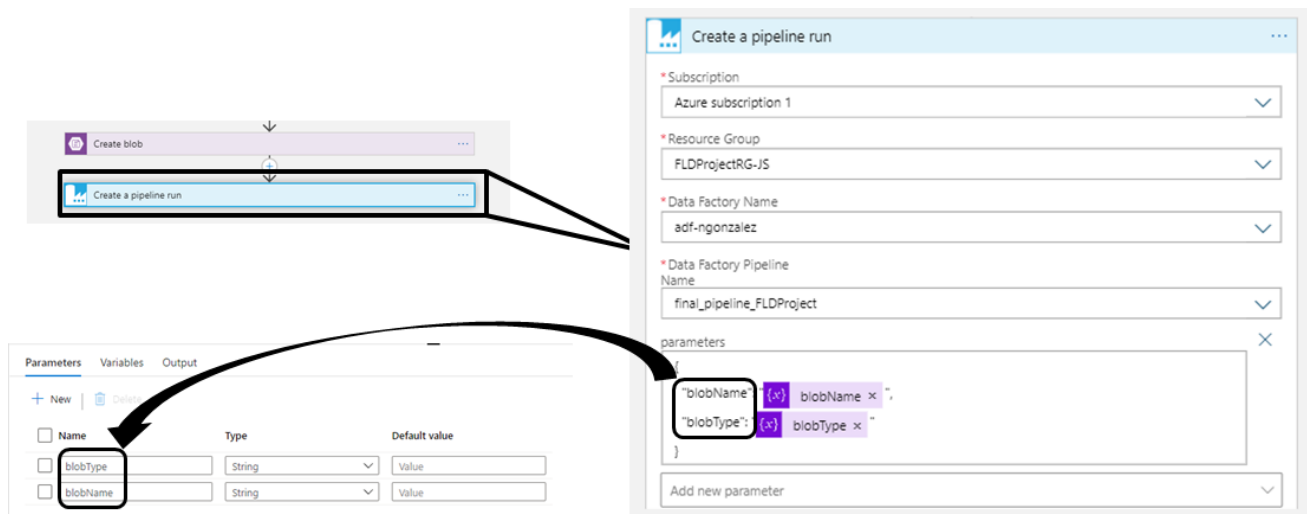 Create blob
...
Create a pipeline run
...
Create a pipeline run
...
*Subscription
Azure subscription 1
*Resource Group
FLDProjectRG-JS
*Data Factory Name
adf-ngonzalez
*Data Factory Pipeline
Name
final_pipeline_FLDProject
parameters
{
"blobName": "{x} blobName ×",
"blobType": "{x} blobType ×"
}
Add new parameter
Parameters Variables Output
+ New | Delete
Name Type Default value
blobType String Value
blobName String Value